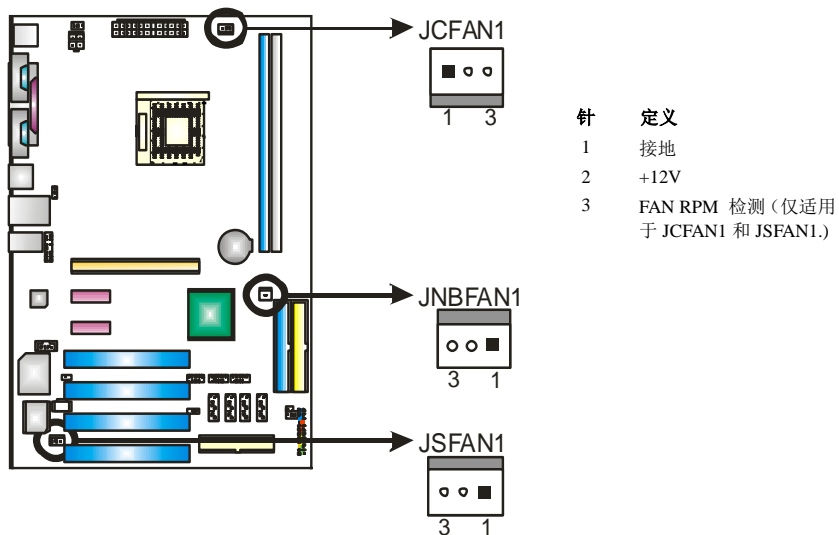 JCFAN1
1 3
针 定义
1 接地
2 +12V
3 FAN RPM 检测（仅适用
于 JCFAN1 和 JSFAN1.)
JNBFAN1
3 1
JSFAN1
3 1